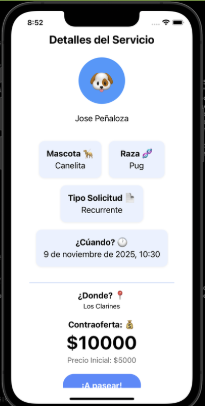 8:52
Detalles del Servicio
Jose Peñaloza
Mascota 🐕 Raza 🧬
Canelita Pug
Tipo Solicitud 📄
Recurrente
¿Cúando? 🕐
9 de noviembre de 2025, 10:30
¿Donde? 📍
Los Clarines
Contraoferta: 💰
$10000
Precio Inicial: $5000
¡A pasear!